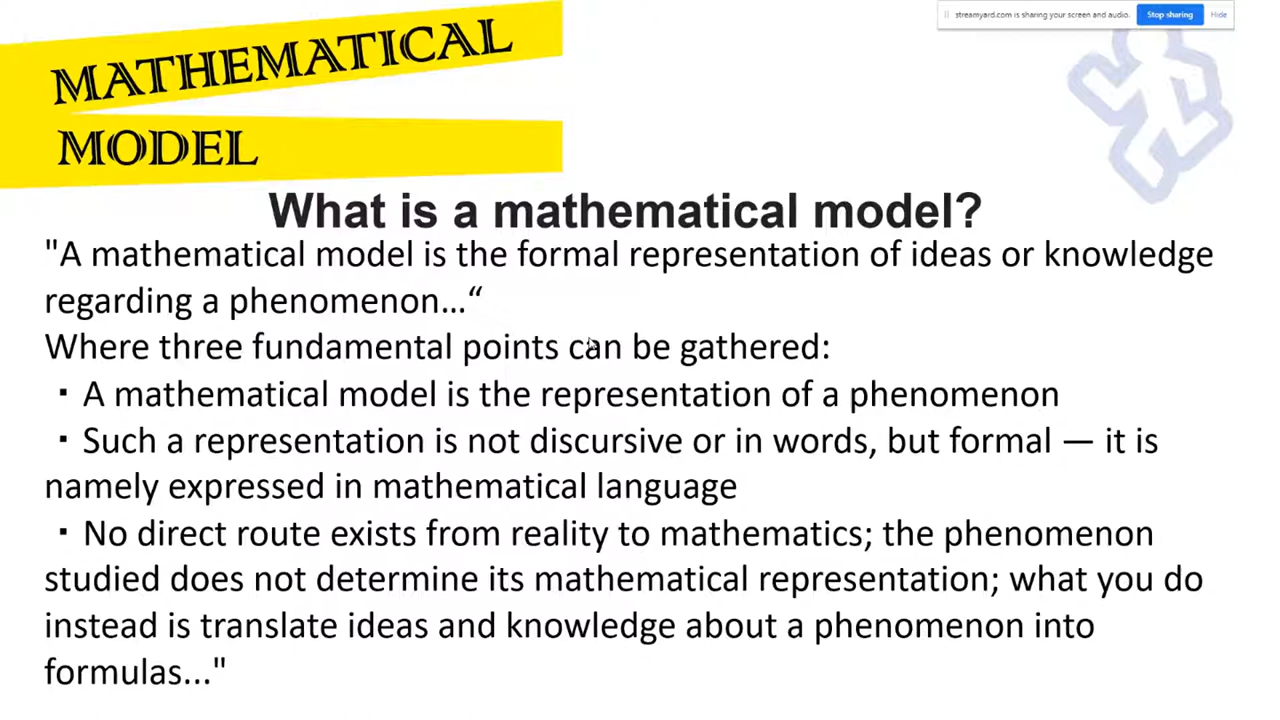 streamyard.com is sharing your screen and audio. Stop sharing Hide
MATHEMATICAL
MODEL
What is a mathematical model?
"A mathematical model is the formal representation of ideas or knowledge
regarding a phenomenon…“
Where three fundamental points can be gathered:
▪ A mathematical model is the representation of a phenomenon
▪ Such a representation is not discursive or in words, but formal — it is
namely expressed in mathematical language
▪ No direct route exists from reality to mathematics; the phenomenon
studied does not determine its mathematical representation; what you do
instead is translate ideas and knowledge about a phenomenon into
formulas..."